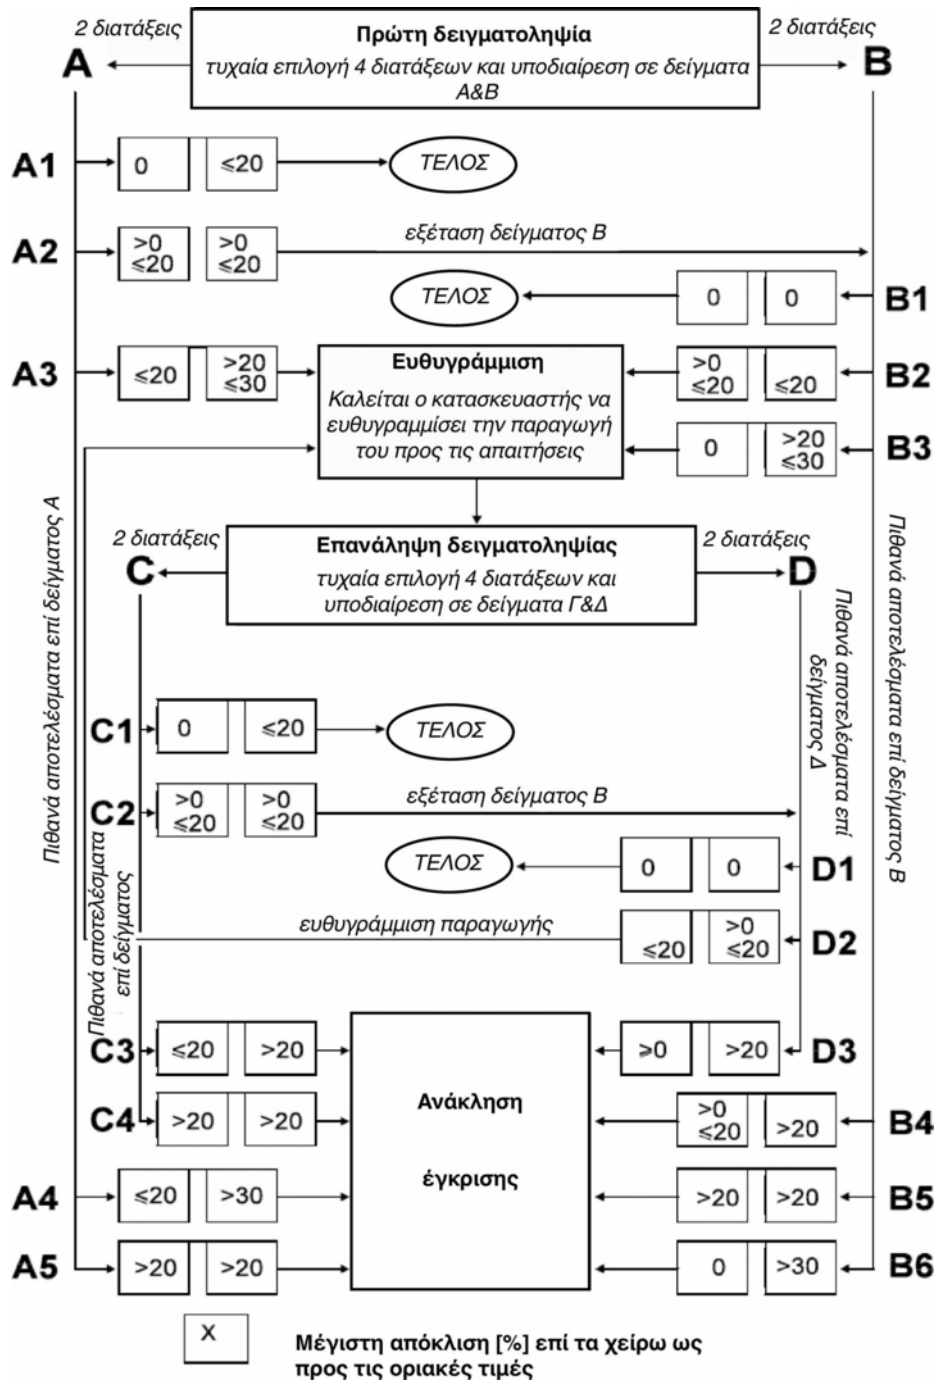 2 διατάξεις
Πρώτη δειγματοληψία
2 διατάξεις
A
τυχαία επιλογή 4 διατάξεων και υποδιαίρεση σε δείγματα
Α&Β
B
A1
0
≤20
ΤΕΛΟΣ
A2
>0
≤20
>0
≤20
εξέταση δείγματος Β
ΤΕΛΟΣ
0
0
B1
A3
≤20
>20
≤30
Ευθυγράμμιση
Καλείται ο κατασκευαστής να
ευθυγραμμίσει την παραγωγή
του προς τις απαιτήσεις
>0
≤20
≤20
B2
0
>20
≤30
B3
Πιθανά αποτελέσματα επί δείγματος Α
Πιθανά αποτελέσματα επί δείγματος Β
2 διατάξεις
Επανάληψη δειγματοληψίας
2 διατάξεις
C
τυχαία επιλογή 4 διατάξεων και
υποδιαίρεση σε δείγματα Γ&Δ
D
Πιθανά αποτελέσματα επί
δείγματος Δ
C1
0
≤20
ΤΕΛΟΣ
C2
>0
≤20
>0
≤20
εξέταση δείγματος Β
Πιθανά αποτελέσματα
επί δείγματος
ΤΕΛΟΣ
0
0
D1
ευθυγράμμιση παραγωγής
≤20
>0
≤20
D2
C3
≤20
>20
Ανάκληση
έγκρισης
≥0
>20
D3
C4
>20
>20
>0
≤20
>20
B4
A4
≤20
>30
>20
>20
B5
A5
>20
>20
0
>30
B6
X
Μέγιστη απόκλιση [%] επί τα χείρω ως
προς τις οριακές τιμές